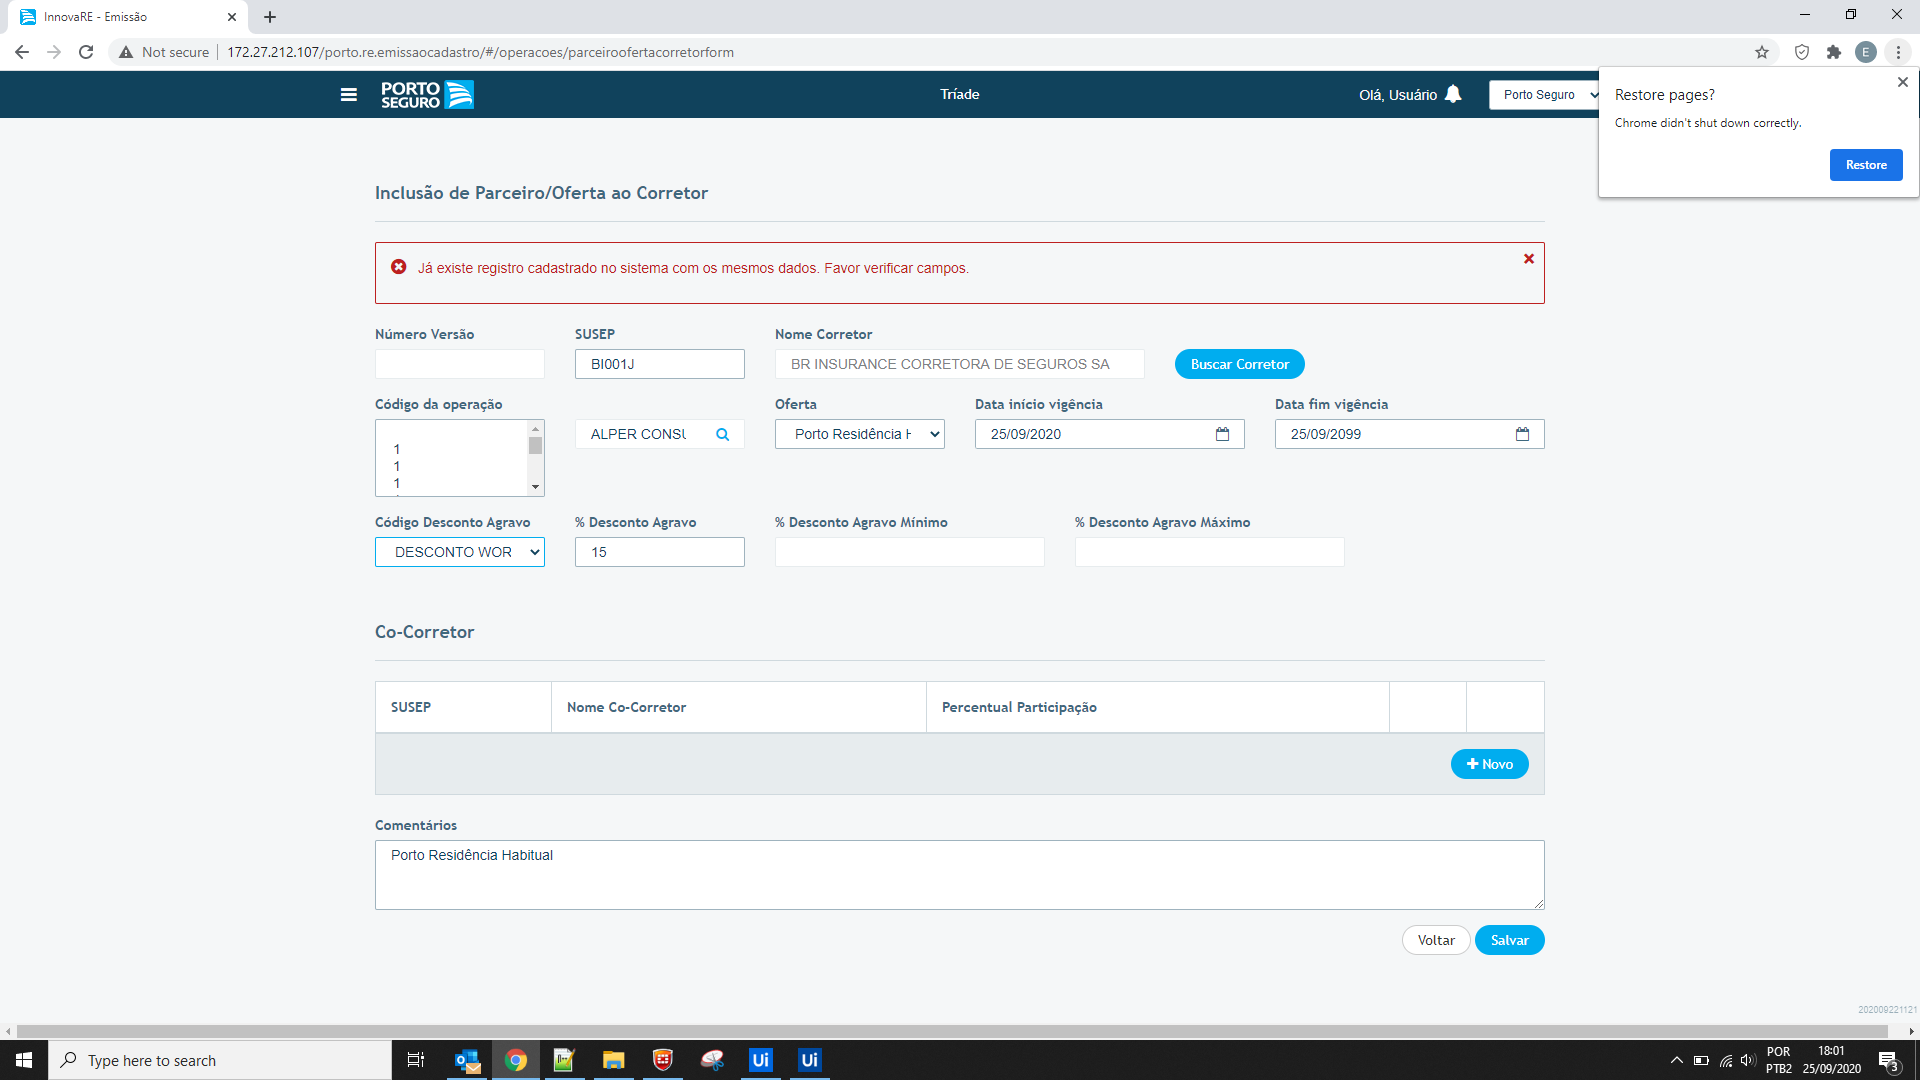 InnovaRE - Emissão
Not secure
172.27.212.107/porto.re.emissaocadastro/#/operacoes/parceiroofertacorretorform
E
Restore pages?
Chrome didn't shut down correctly.
Restore
PORTO
SEGURO
Tríade
Olá, Usuário
Porto Seguro
Inclusão de Parceiro/Oferta ao Corretor
Já existe registro cadastrado no sistema com os mesmos dados. Favor verificar campos.
Número Versão
SUSEP
Nome Corretor
BI001J
BR INSURANCE CORRETORA DE SEGUROS SA
Buscar Corretor
Código da operação
Oferta
Data início vigência
Data fim vigência
ALPER CONSU
Porto Residência H
25/09/2020
25/09/2099
1
1
1
Código Desconto Agravo
% Desconto Agravo
% Desconto Agravo Mínimo
% Desconto Agravo Máximo
DESCONTO WOR
15
Co-Corretor
SUSEP
Nome Co-Corretor
Percentual Participação
Novo
Comentários
Porto Residência Habitual
Voltar
Salvar
202009221121
Type here to search
Ui
Ui
POR
PTB2
18:01
25/09/2020
3